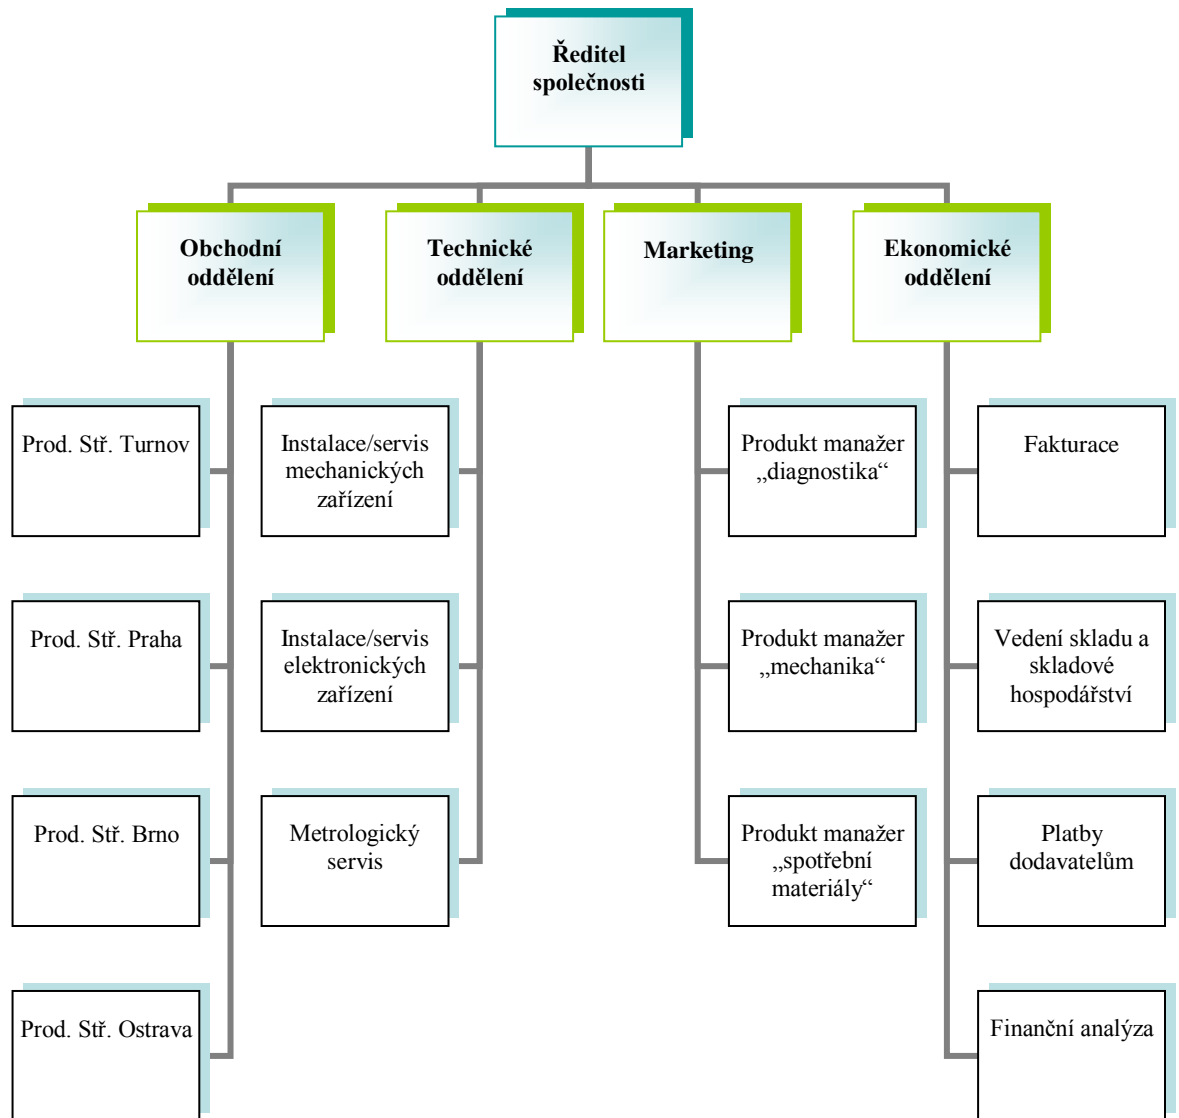 Ředitel
společnosti
Obchodní
oddělení
Technické
oddělení
Marketing
Ekonomické
oddělení
Prod. Stř. Turnov
Instalace/servis
mechanických
zařízení
Produkt manažer
„diagnostika“
Fakturace
Prod. Stř. Praha
Instalace/servis
elektronických
zařízení
Produkt manažer
„mechanika“
Vedení skladu a
skladové
hospodářství
Prod. Stř. Brno
Metrologický
servis
Produkt manažer
„spotřební
materiály“
Platby
dodavatelům
Prod. Stř. Ostrava
Finanční analýza